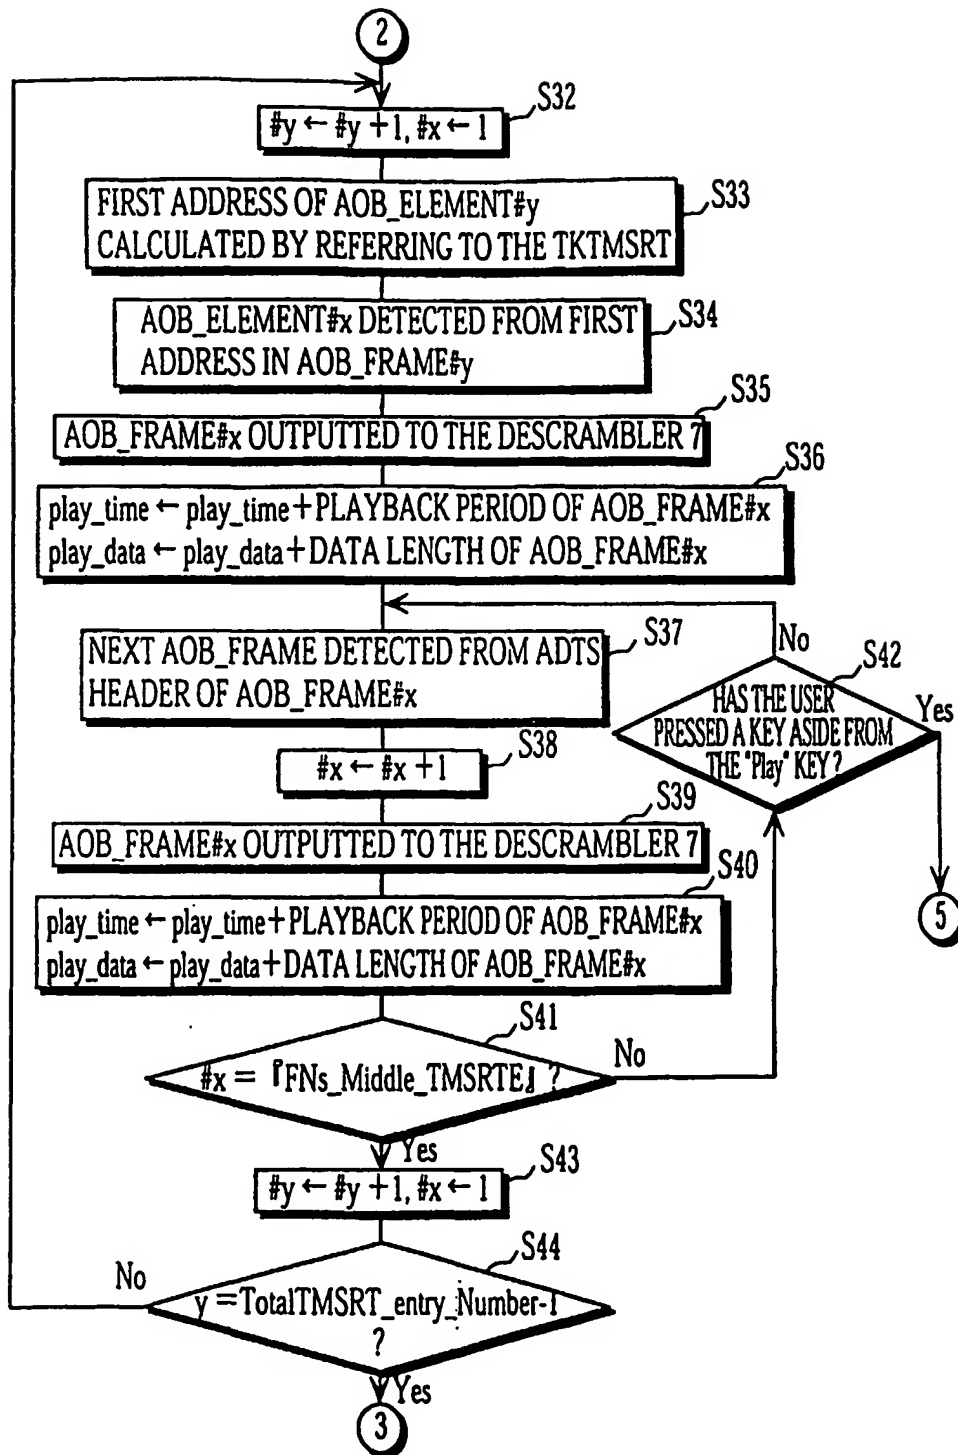 2
S32
#y ← #y + 1, #x ← 1
S33
FIRST ADDRESS OF AOB_ELEMENT#y
CALCULATED BY REFERRING TO THE TKTMSRT
S34
AOB_ELEMENT#x DETECTED FROM FIRST
ADDRESS IN AOB_FRAME#y
S35
AOB_FRAME#x OUTPUTTED TO THE DESCRAMBLER 7
S36
play_time ← play_time + PLAYBACK PERIOD OF AOB_FRAME#x
play_data ← play_data + DATA LENGTH OF AOB_FRAME#x
S37
NEXT AOB_FRAME DETECTED FROM ADTS
HEADER OF AOB_FRAME#x
No
S42
HAS THE USER
PRESSED A KEY ASIDE FROM
THE "Play" KEY ?
Yes
5
S38
#x ← #x + 1
S39
AOB_FRAME#x OUTPUTTED TO THE DESCRAMBLER 7
S40
play_time ← play_time + PLAYBACK PERIOD OF AOB_FRAME#x
play_data ← play_data + DATA LENGTH OF AOB_FRAME#x
S41
#x = 『FNs_Middle_TMSRTE』 ?
No
Yes
S43
#y ← #y + 1, #x ← 1
S44
No
y = TotalTMSRT_entry_Number-1
?
Yes
3